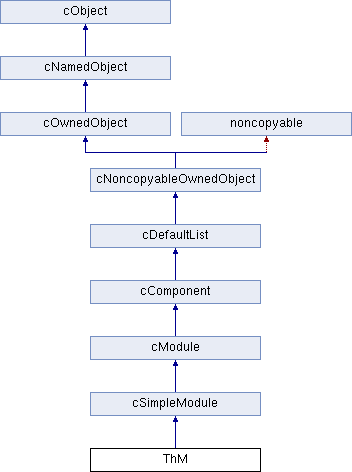 cObject
cNamedObject
cOwnedObject
noncopyable
cNoncopyableOwnedObject
cDefaultList
cComponent
cModule
cSimpleModule
ThM